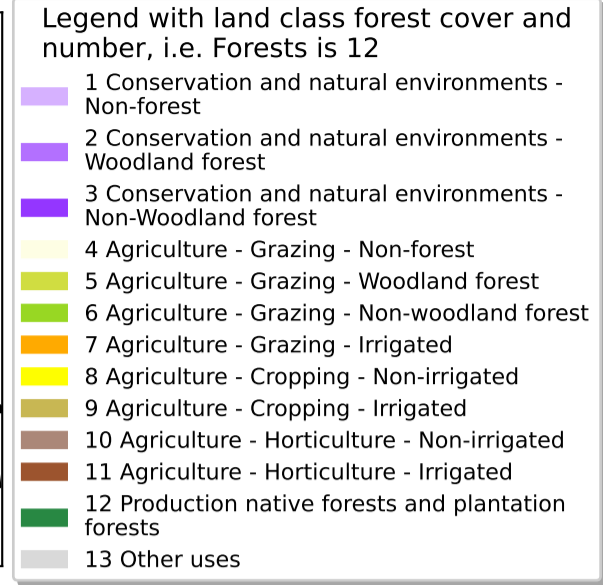 Legend with land class forest cover and
number, i.e. Forests is 12
1 Conservation and natural environments -
Non-forest
2 Conservation and natural environments -
Woodland forest
3 Conservation and natural environments -
Non-Woodland forest
4 Agriculture - Grazing - Non-forest
5 Agriculture - Grazing - Woodland forest
6 Agriculture - Grazing - Non-woodland forest
7 Agriculture - Grazing - Irrigated
8 Agriculture - Cropping - Non-irrigated
9 Agriculture - Cropping - Irrigated
10 Agriculture - Horticulture - Non-irrigated
11 Agriculture - Horticulture - Irrigated
12 Production native forests and plantation
forests
13 Other uses